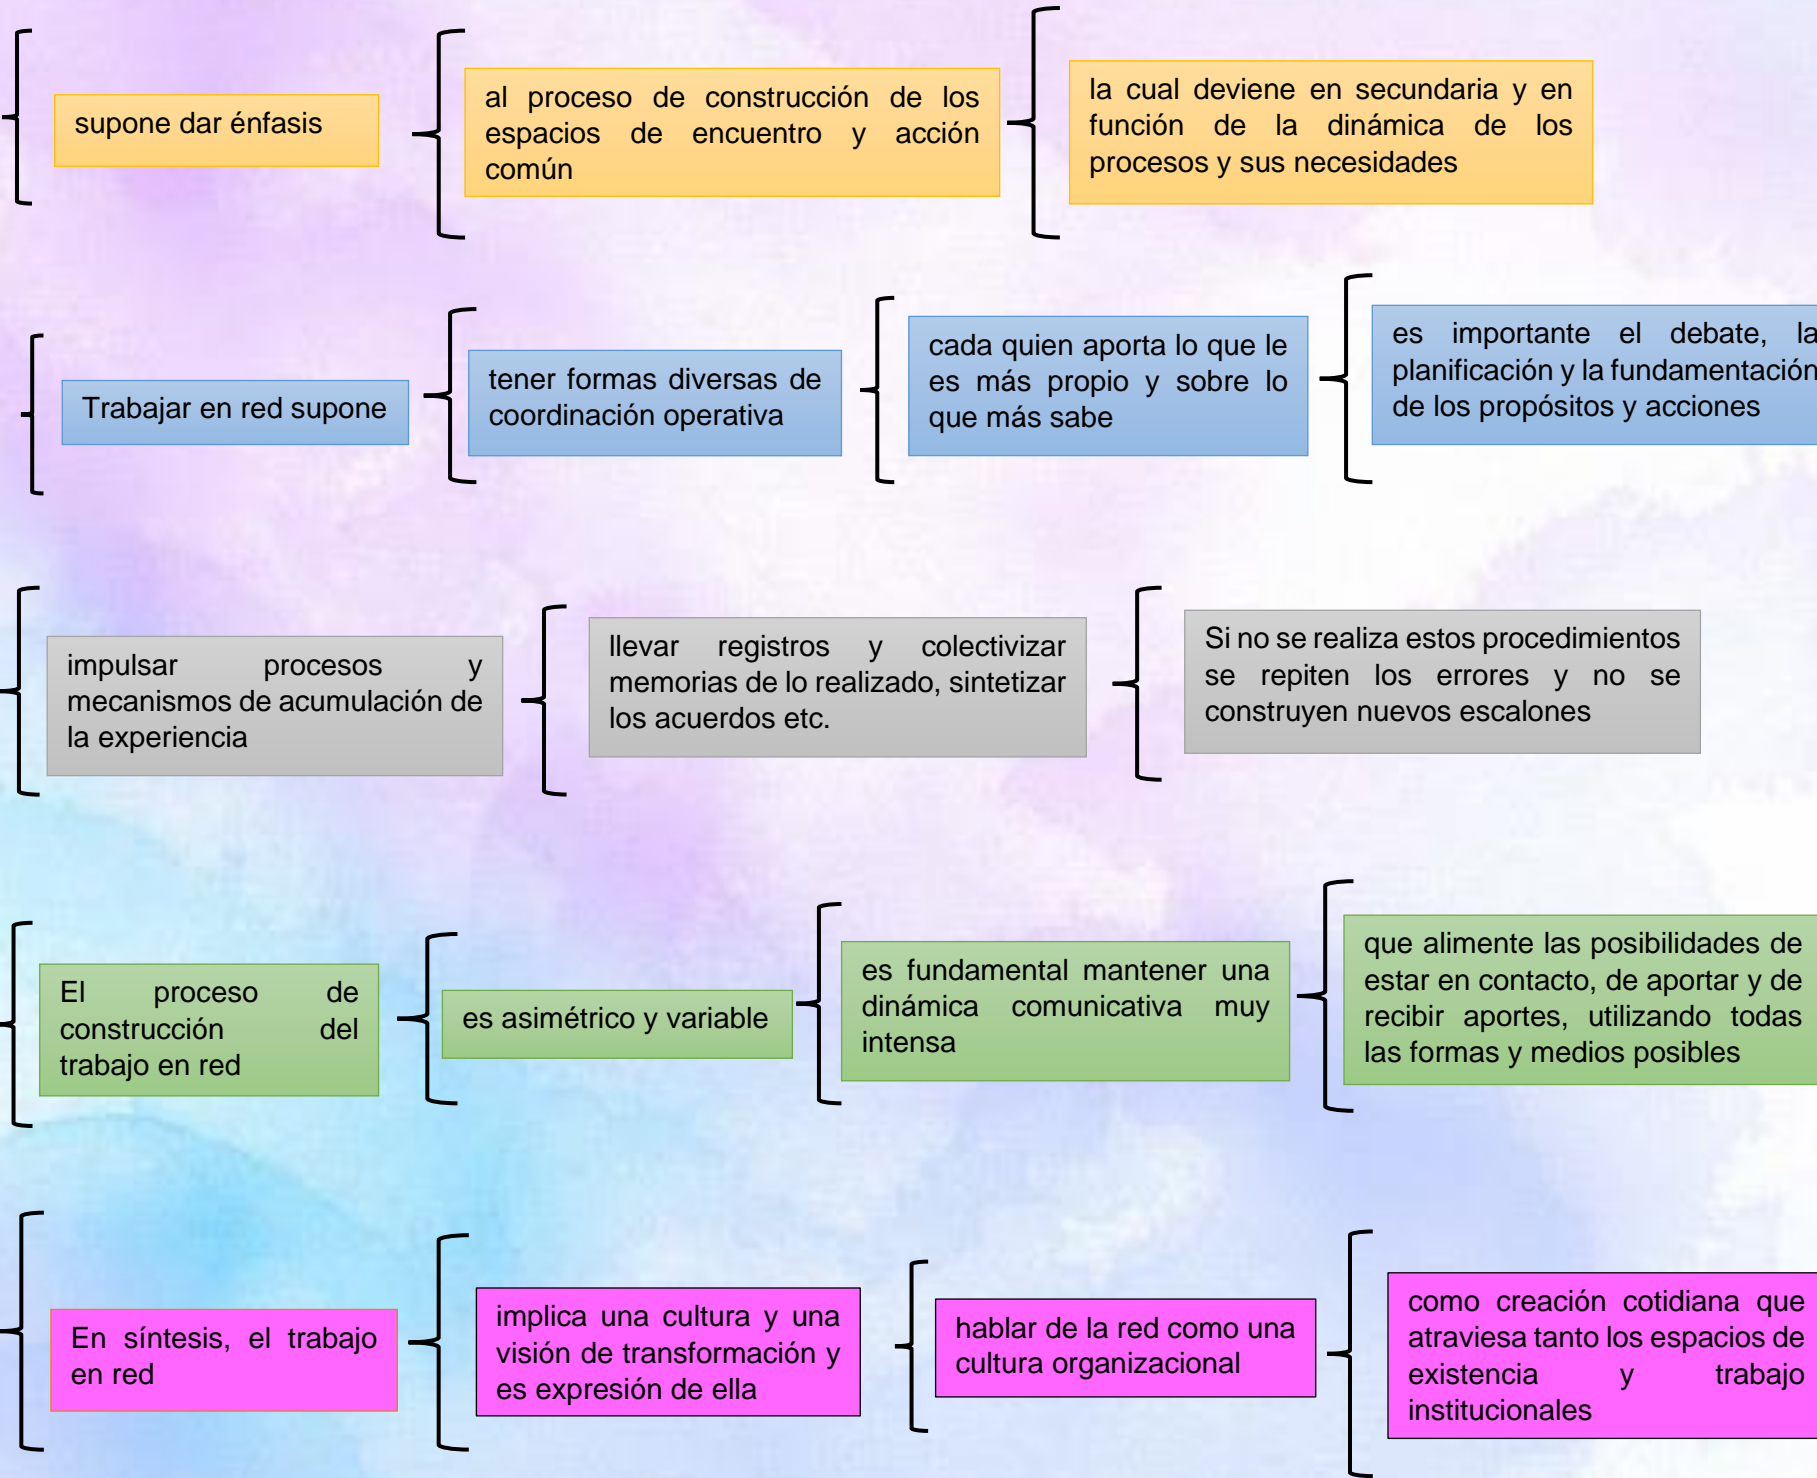 supone dar énfasis
al proceso de construcción de los
espacios de encuentro y acción
común
la cual deviene en secundaria y en
función de la dinámica de los
procesos y sus necesidades
Trabajar en red supone
tener formas diversas de
coordinación operativa
cada quien aporta lo que le
es más propio y sobre lo
que más sabe
es importante el debate, la
planificación y la fundamentación
de los propósitos y acciones
impulsar procesos y
mecanismos de acumulación de
la experiencia
llevar registros y colectivizar
memorias de lo realizado, sintetizar
los acuerdos etc.
Si no se realiza estos procedimientos
se repiten los errores y no se
construyen nuevos escalones
El proceso de
construcción del
trabajo en red
es asimétrico y variable
es fundamental mantener una
dinámica comunicativa muy
intensa
que alimente las posibilidades de
estar en contacto, de aportar y de
recibir aportes, utilizando todas
las formas y medios posibles
En síntesis, el trabajo
en red
implica una cultura y una
visión de transformación y
es expresión de ella
hablar de la red como una
cultura organizacional
como creación cotidiana que
atraviesa tanto los espacios de
existencia y trabajo
institucionales